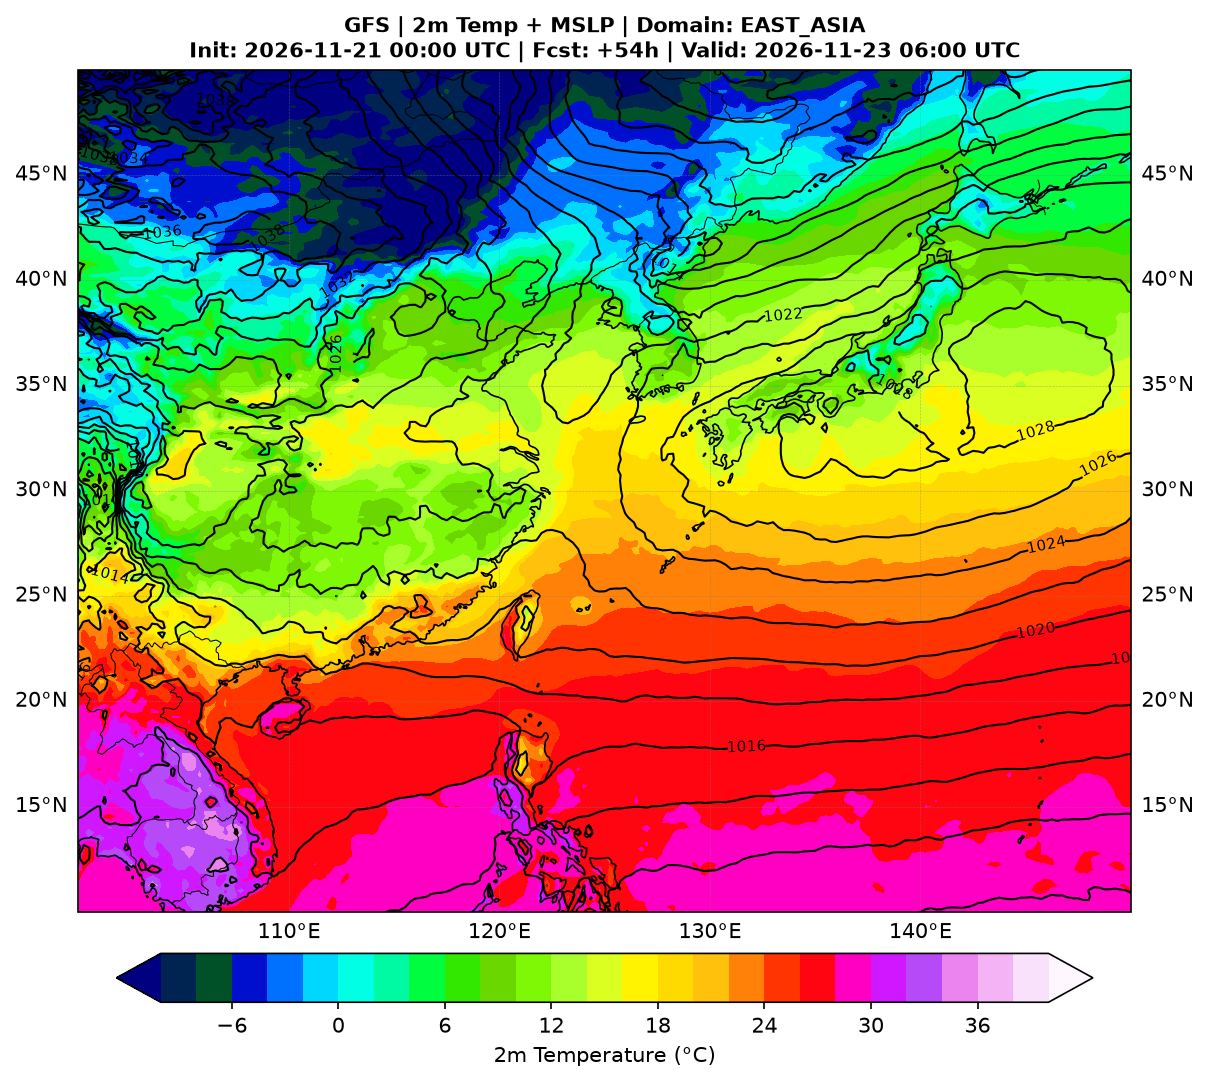 GFS | 2m Temp + MSLP | Domain: EAST_ASIA
Init: 2026-11-21 00:00 UTC | Fcst: +54h | Valid: 2026-11-23 06:00 UTC
1034
45°N 45°N
1036
1038
40°N 1032 40°N
1022
1026
35°N 35°N
1028
1026
30°N 30°N
1024
1014
25°N 25°N
1020
20°N 20°N
1016
15°N 15°N
110°E 120°E 130°E 140°E
−6 0 6 12 18 24 30 36
2m Temperature (°C)